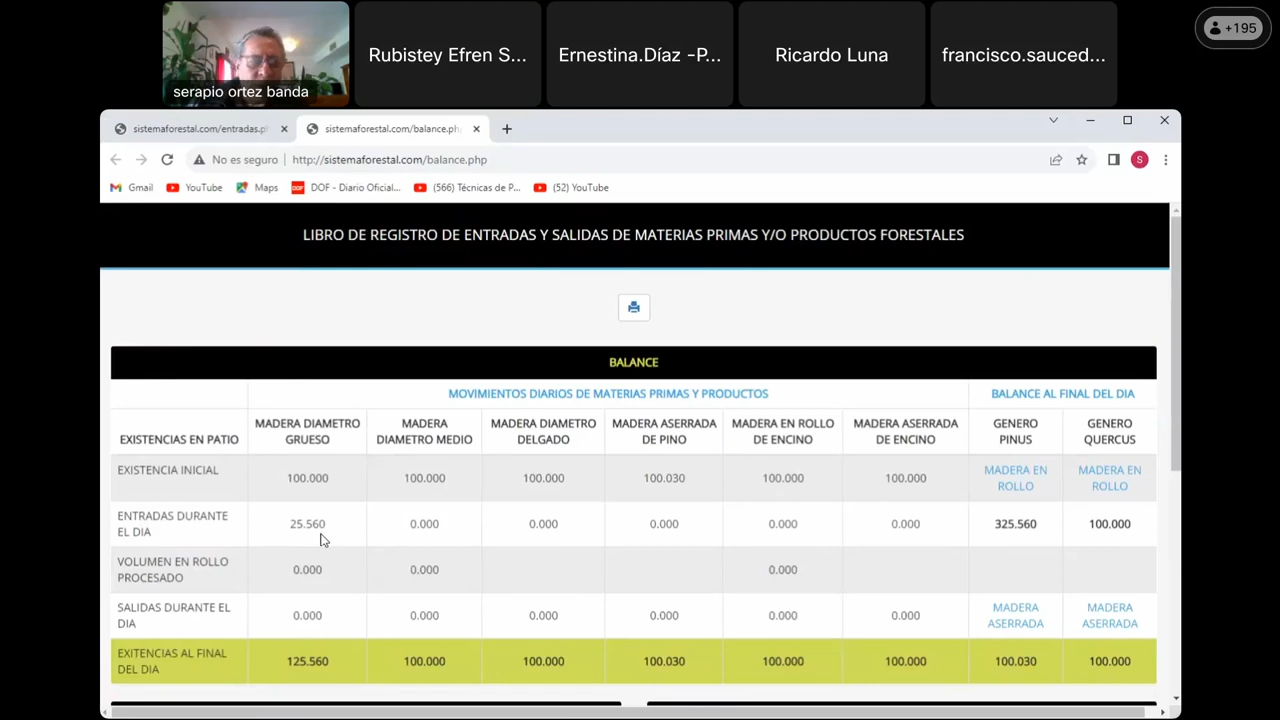 serapio ortez banda
Rubistey Efren S...
Ernestina.Díaz -P...
Ricardo Luna
francisco.sauced...
+195
sistemaforestal.com/entradas.ph
sistemaforestal.com/balance.php
No es seguro
http://sistemaforestal.com/balance.php
S
Gmail
YouTube
Maps
DOF
DOF - Diario Oficial...
(566) Técnicas de P...
(52) YouTube
LIBRO DE REGISTRO DE ENTRADAS Y SALIDAS DE MATERIAS PRIMAS Y/O PRODUCTOS FORESTALES
BALANCE
MOVIMIENTOS DIARIOS DE MATERIAS PRIMAS Y PRODUCTOS
BALANCE AL FINAL DEL DIA
EXISTENCIAS EN PATIO
MADERA DIAMETRO
GRUESO
MADERA
DIAMETRO MEDIO
MADERA DIAMETRO
DELGADO
MADERA ASERRADA
DE PINO
MADERA EN ROLLO
DE ENCINO
MADERA ASERRADA
DE ENCINO
GENERO
PINUS
GENERO
QUERCUS
EXISTENCIA INICIAL
100.000
100.000
100.000
100.030
100.000
100.000
MADERA EN
ROLLO
MADERA EN
ROLLO
ENTRADAS DURANTE
EL DIA
25.560
0.000
0.000
0.000
0.000
0.000
325.560
100.000
VOLUMEN EN ROLLO
PROCESADO
0.000
0.000
0.000
SALIDAS DURANTE EL
DIA
0.000
0.000
0.000
0.000
0.000
0.000
MADERA
ASERRADA
MADERA
ASERRADA
EXITENCIAS AL FINAL
DEL DIA
125.560
100.000
100.000
100.030
100.000
100.000
100.030
100.000